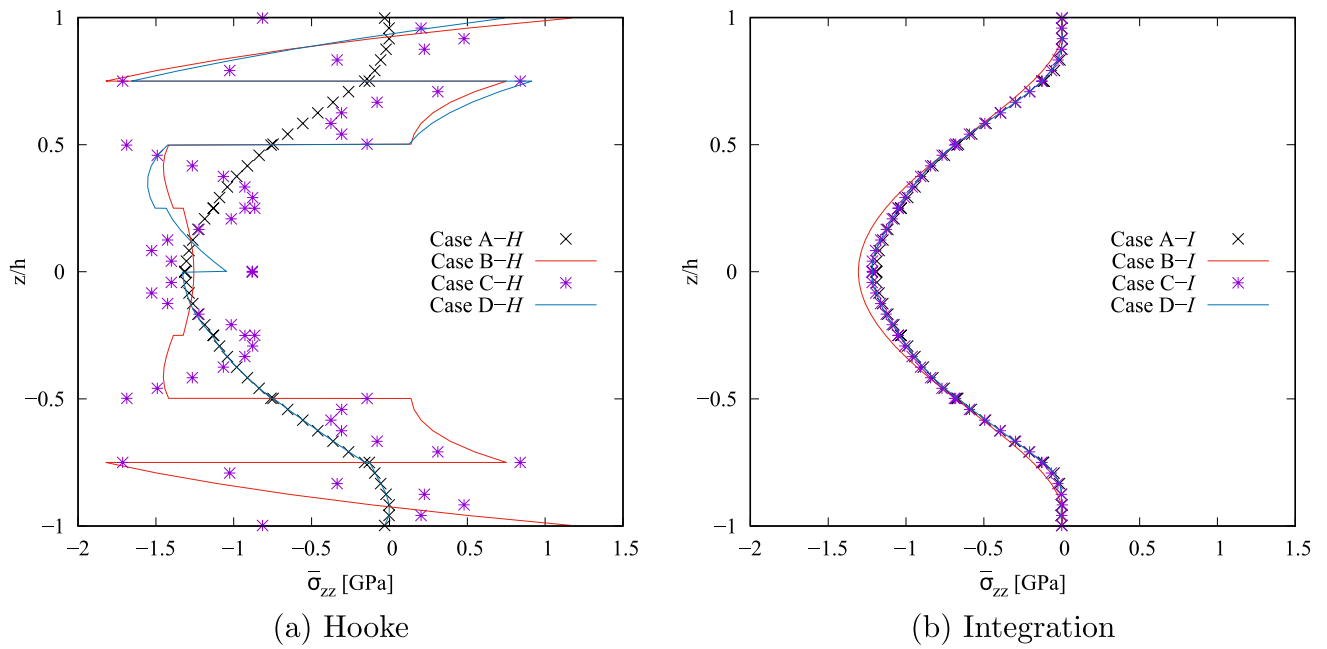 1
0.5
0
−0.5
−1
z/h
Case A−H
Case B−H
Case C−H
Case D−H
−2 −1.5 −1 −0.5 0 0.5 1 1.5
σ̅zz [GPa]
(a) Hooke
1
0.5
0
−0.5
−1
z/h
Case A−I
Case B−I
Case C−I
Case D−I
−2 −1.5 −1 −0.5 0 0.5 1 1.5
σ̅zz [GPa]
(b) Integration